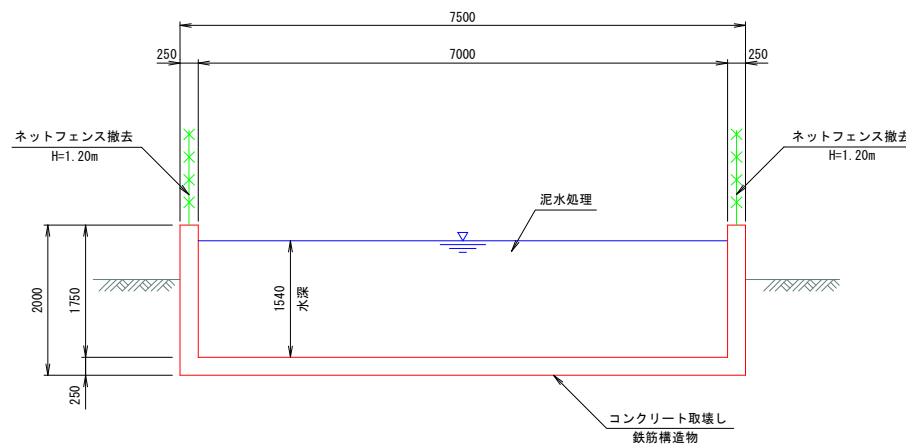 7500
250
7000
250
ネットフェンス撤去
H=1.20m
ネットフェンス撤去
H=1.20m
泥水処理
2000
1750
1540
水深
250
コンクリート取壊し
鉄筋構造物